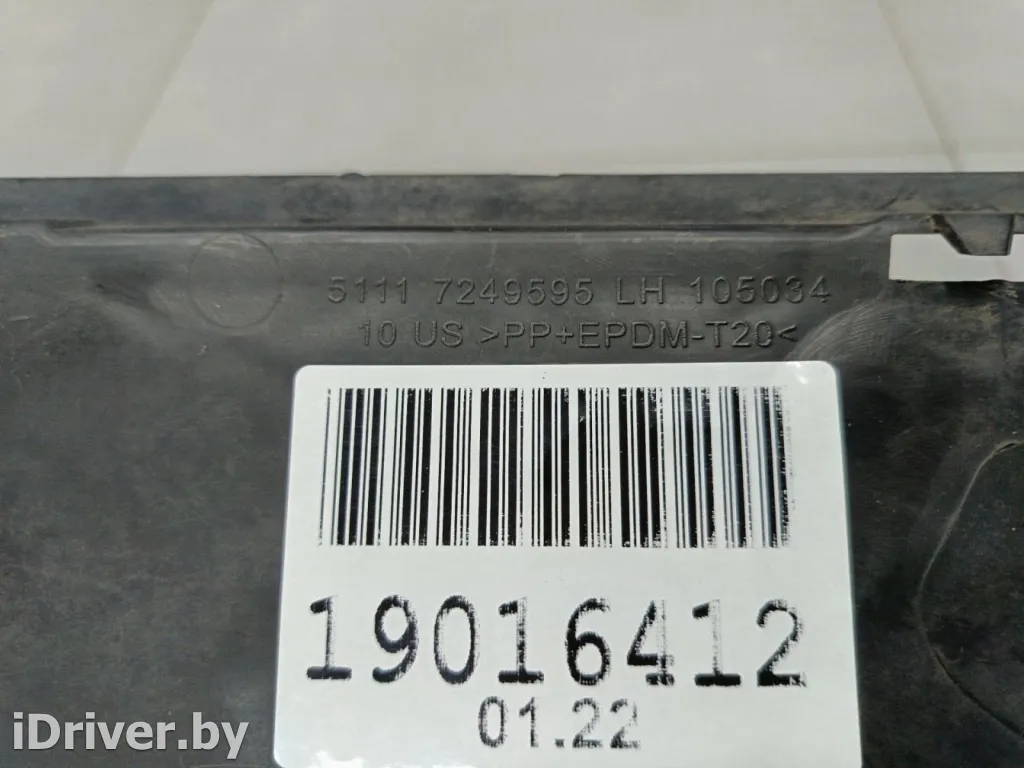 5111 7249595 LH 105034
10 US >PP+EPDM-T20<
19016412
01.22
iDriver.by